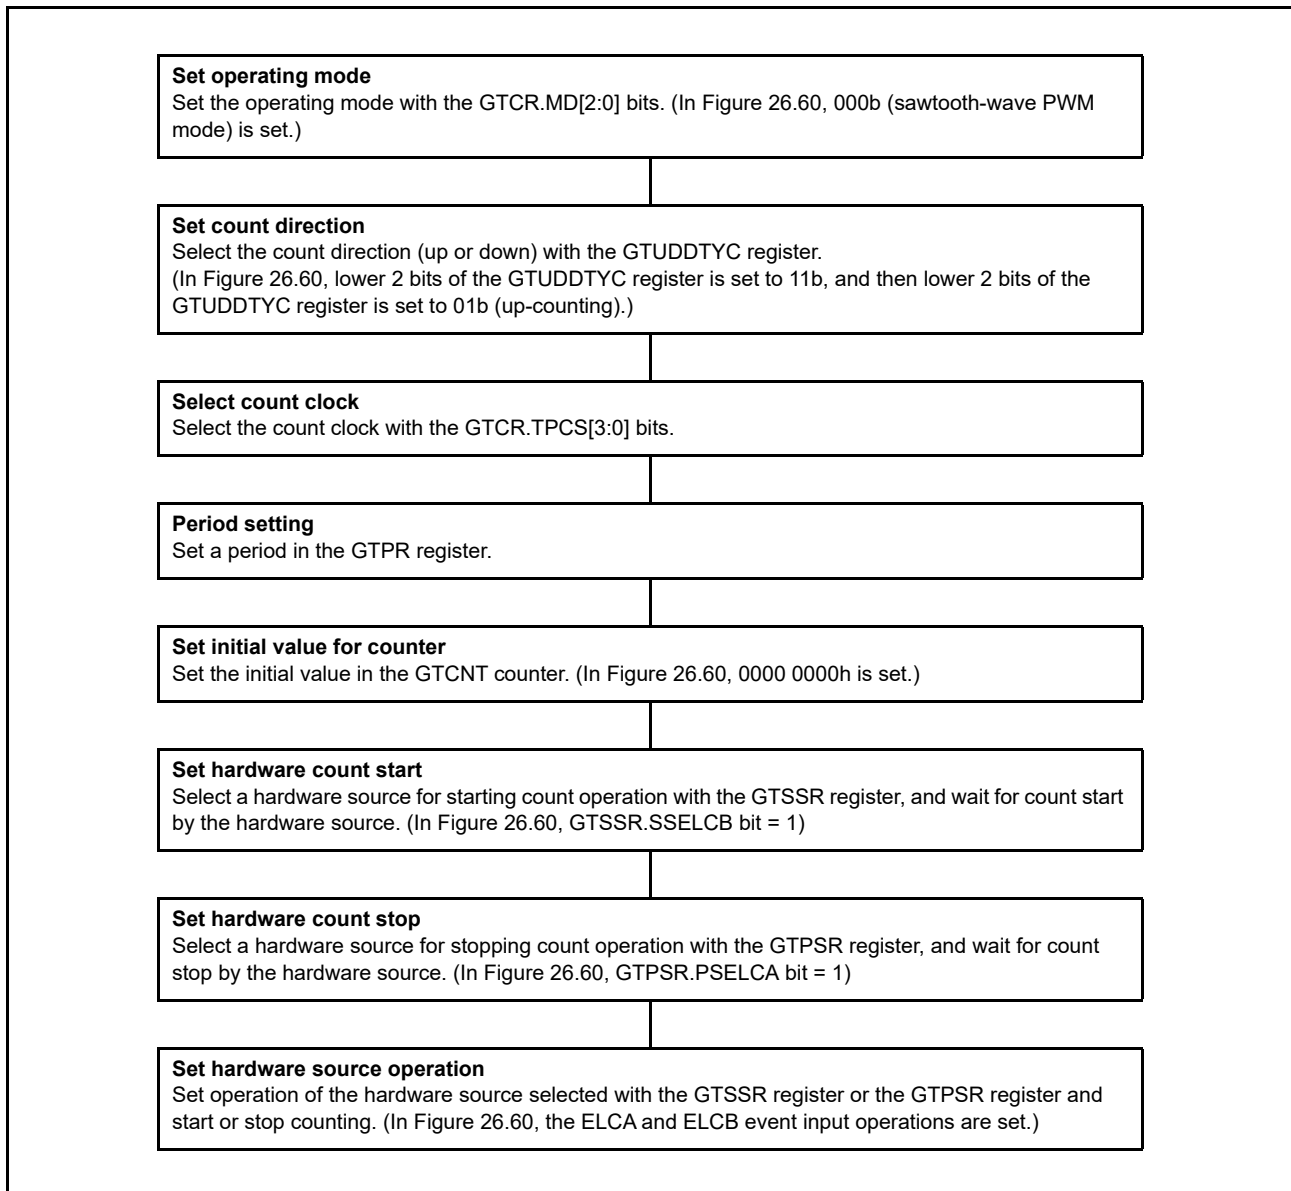 Set operating mode
Set the operating mode with the GTCR.MD[2:0] bits. (In Figure 26.60, 000b (sawtooth-wave PWM
mode) is set.)
Set count direction
Select the count direction (up or down) with the GTUDDTYC register.
(In Figure 26.60, lower 2 bits of the GTUDDTYC register is set to 11b, and then lower 2 bits of the
GTUDDTYC register is set to 01b (up-counting).)
Select count clock
Select the count clock with the GTCR.TPCS[3:0] bits.
Period setting
Set a period in the GTPR register.
Set initial value for counter
Set the initial value in the GTCNT counter. (In Figure 26.60, 0000 0000h is set.)
Set hardware count start
Select a hardware source for starting count operation with the GTSSR register, and wait for count start
by the hardware source. (In Figure 26.60, GTSSR.SSELCB bit = 1)
Set hardware count stop
Select a hardware source for stopping count operation with the GTPSR register, and wait for count
stop by the hardware source. (In Figure 26.60, GTPSR.PSELCA bit = 1)
Set hardware source operation
Set operation of the hardware source selected with the GTSSR register or the GTPSR register and
start or stop counting. (In Figure 26.60, the ELCA and ELCB event input operations are set.)